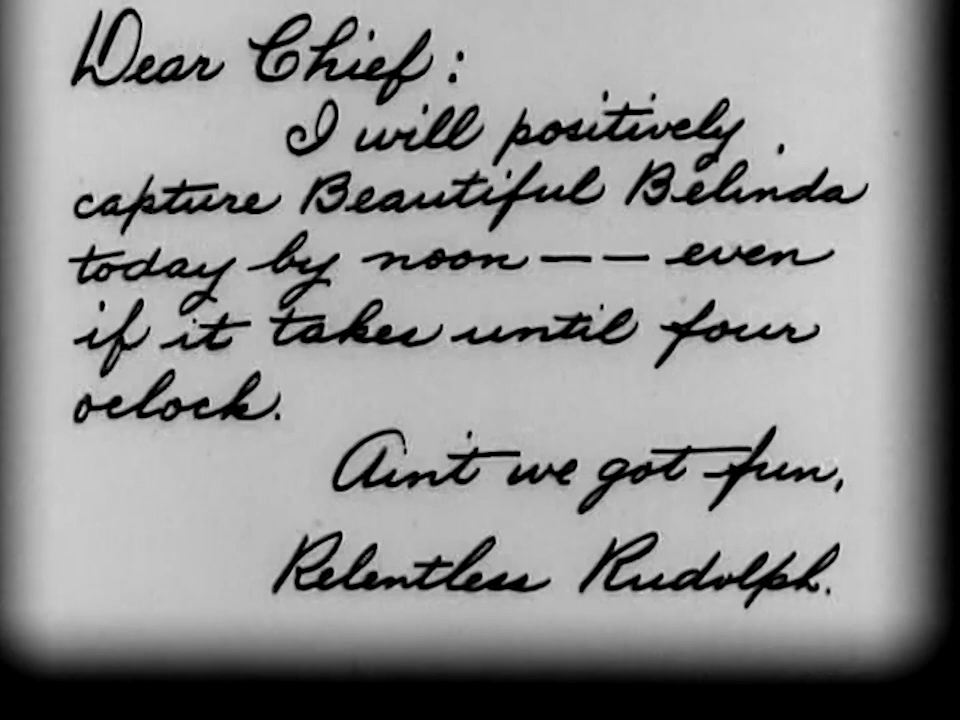 Dear Chief:
I will positively
capture Beautiful Belinda
today by noon -- even
if it takes until four
oclock.
Ain't we got fun,
Relentless Rudolph.